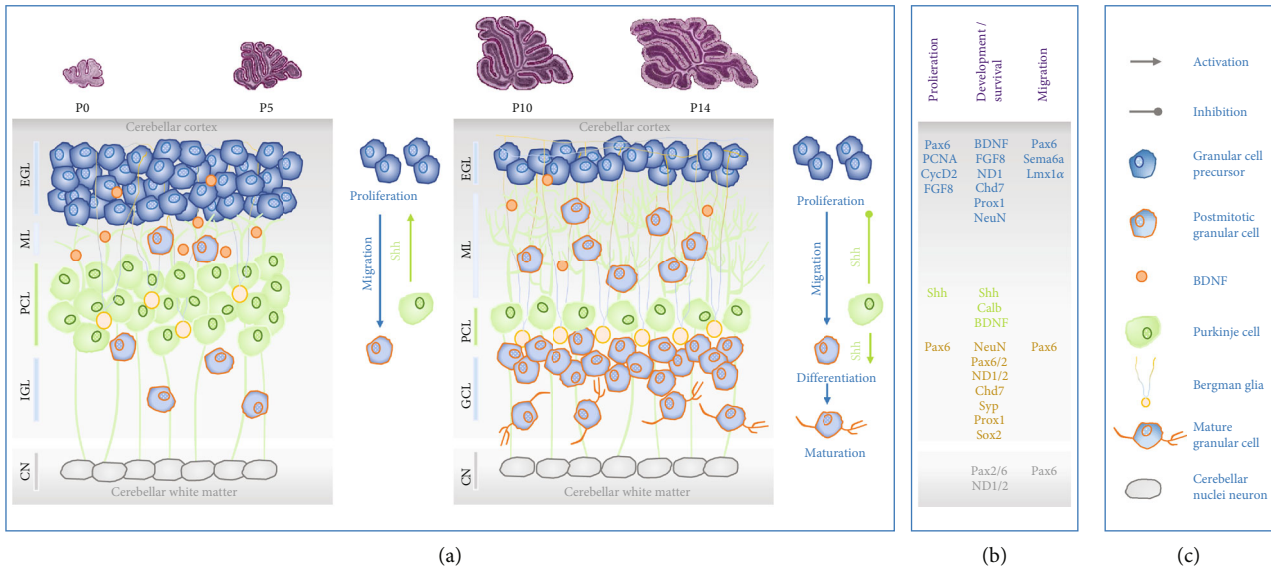 P0
P5
Cerebellar cortex
EGL
ML
PCL
IGL
CN
Cerebellar white matter
Proliferation
Migration
Shh
P10
P14
Cerebellar cortex
EGL
ML
PCL
GCL
CN
Cerebellar white matter
Proliferation
Migration
Shh
Shh
Differentiation
Maturation
(a)
Prolieration
Development /
survival
Migration
Pax6 BDNF Pax6
PCNA FGF8 Sema6a
CycD2 ND1 Lmx1α
FGF8 Chd7
Prox1
NeuN
Shh Shh
Calb
BDNF
Pax6 NeuN Pax6
Pax6/2
ND1/2
Chd7
Syp
Prox1
Sox2
Pax2/6 Pax6
ND1/2
(b)
Activation
Inhibition
Granular cell
precursor
Postmitotic
granular cell
BDNF
Purkinje cell
Bergman glia
Mature
granular cell
Cerebellar
nuclei neuron
(c)